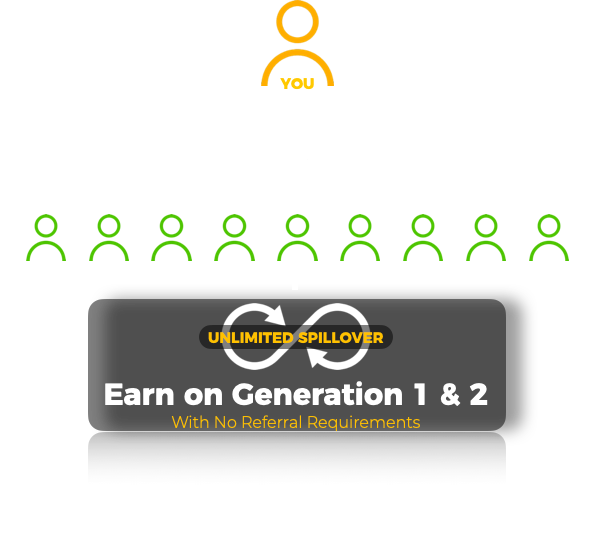 YOU
UNLIMITED SPILLOVER
Earn on Generation 1 & 2
With No Referral Requirements